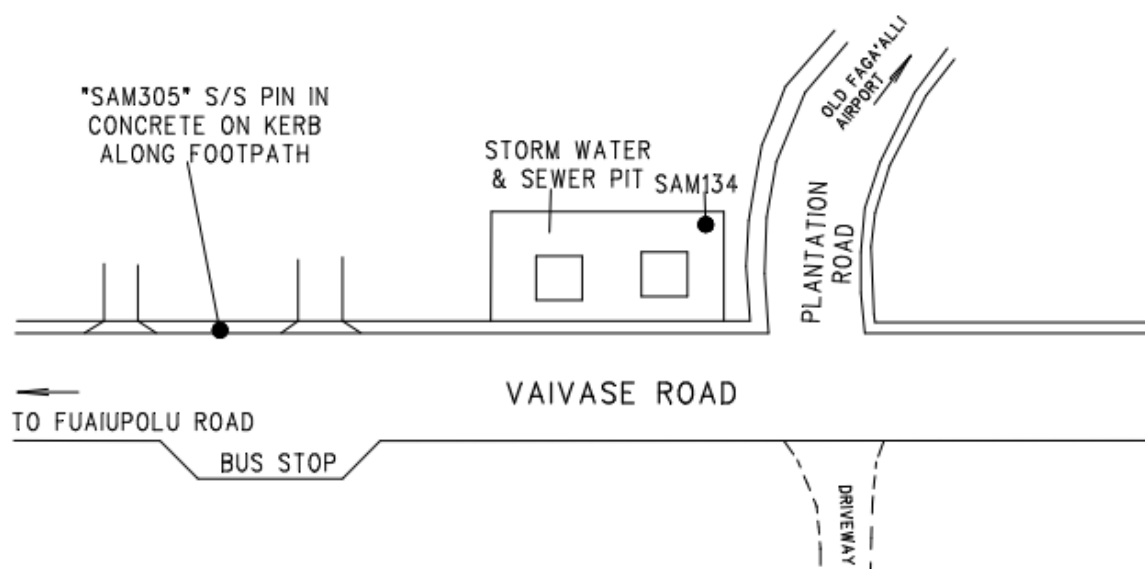 "SAM305" S/S PIN IN
CONCRETE ON KERB
ALONG FOOTPATH
STORM WATER
& SEWER PIT
SAM134
OLD FAGA'ALLI
AIRPORT
PLANTATION
ROAD
VAIVASE ROAD
TO FUAIUPOLU ROAD
BUS STOP
DRIVEWAY